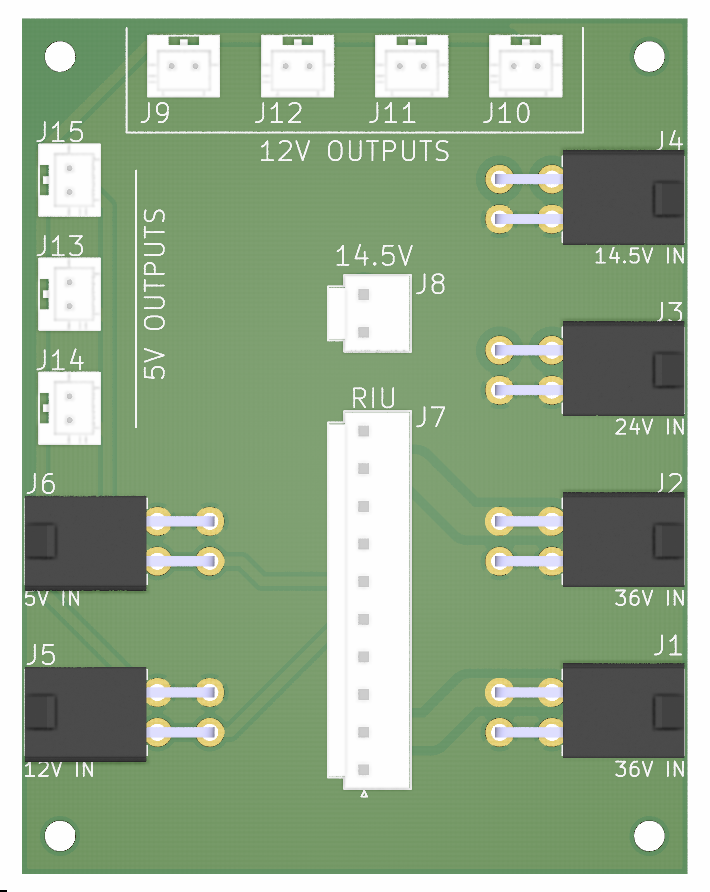 J9 J12 J11 J10
12V OUTPUTS
J15
J13
J14
5V OUTPUTS
J4
14.5V IN
14.5V
J8
J3
24V IN
RIU
J7
J6
5V IN
J2
36V IN
J5
12V IN
J1
36V IN